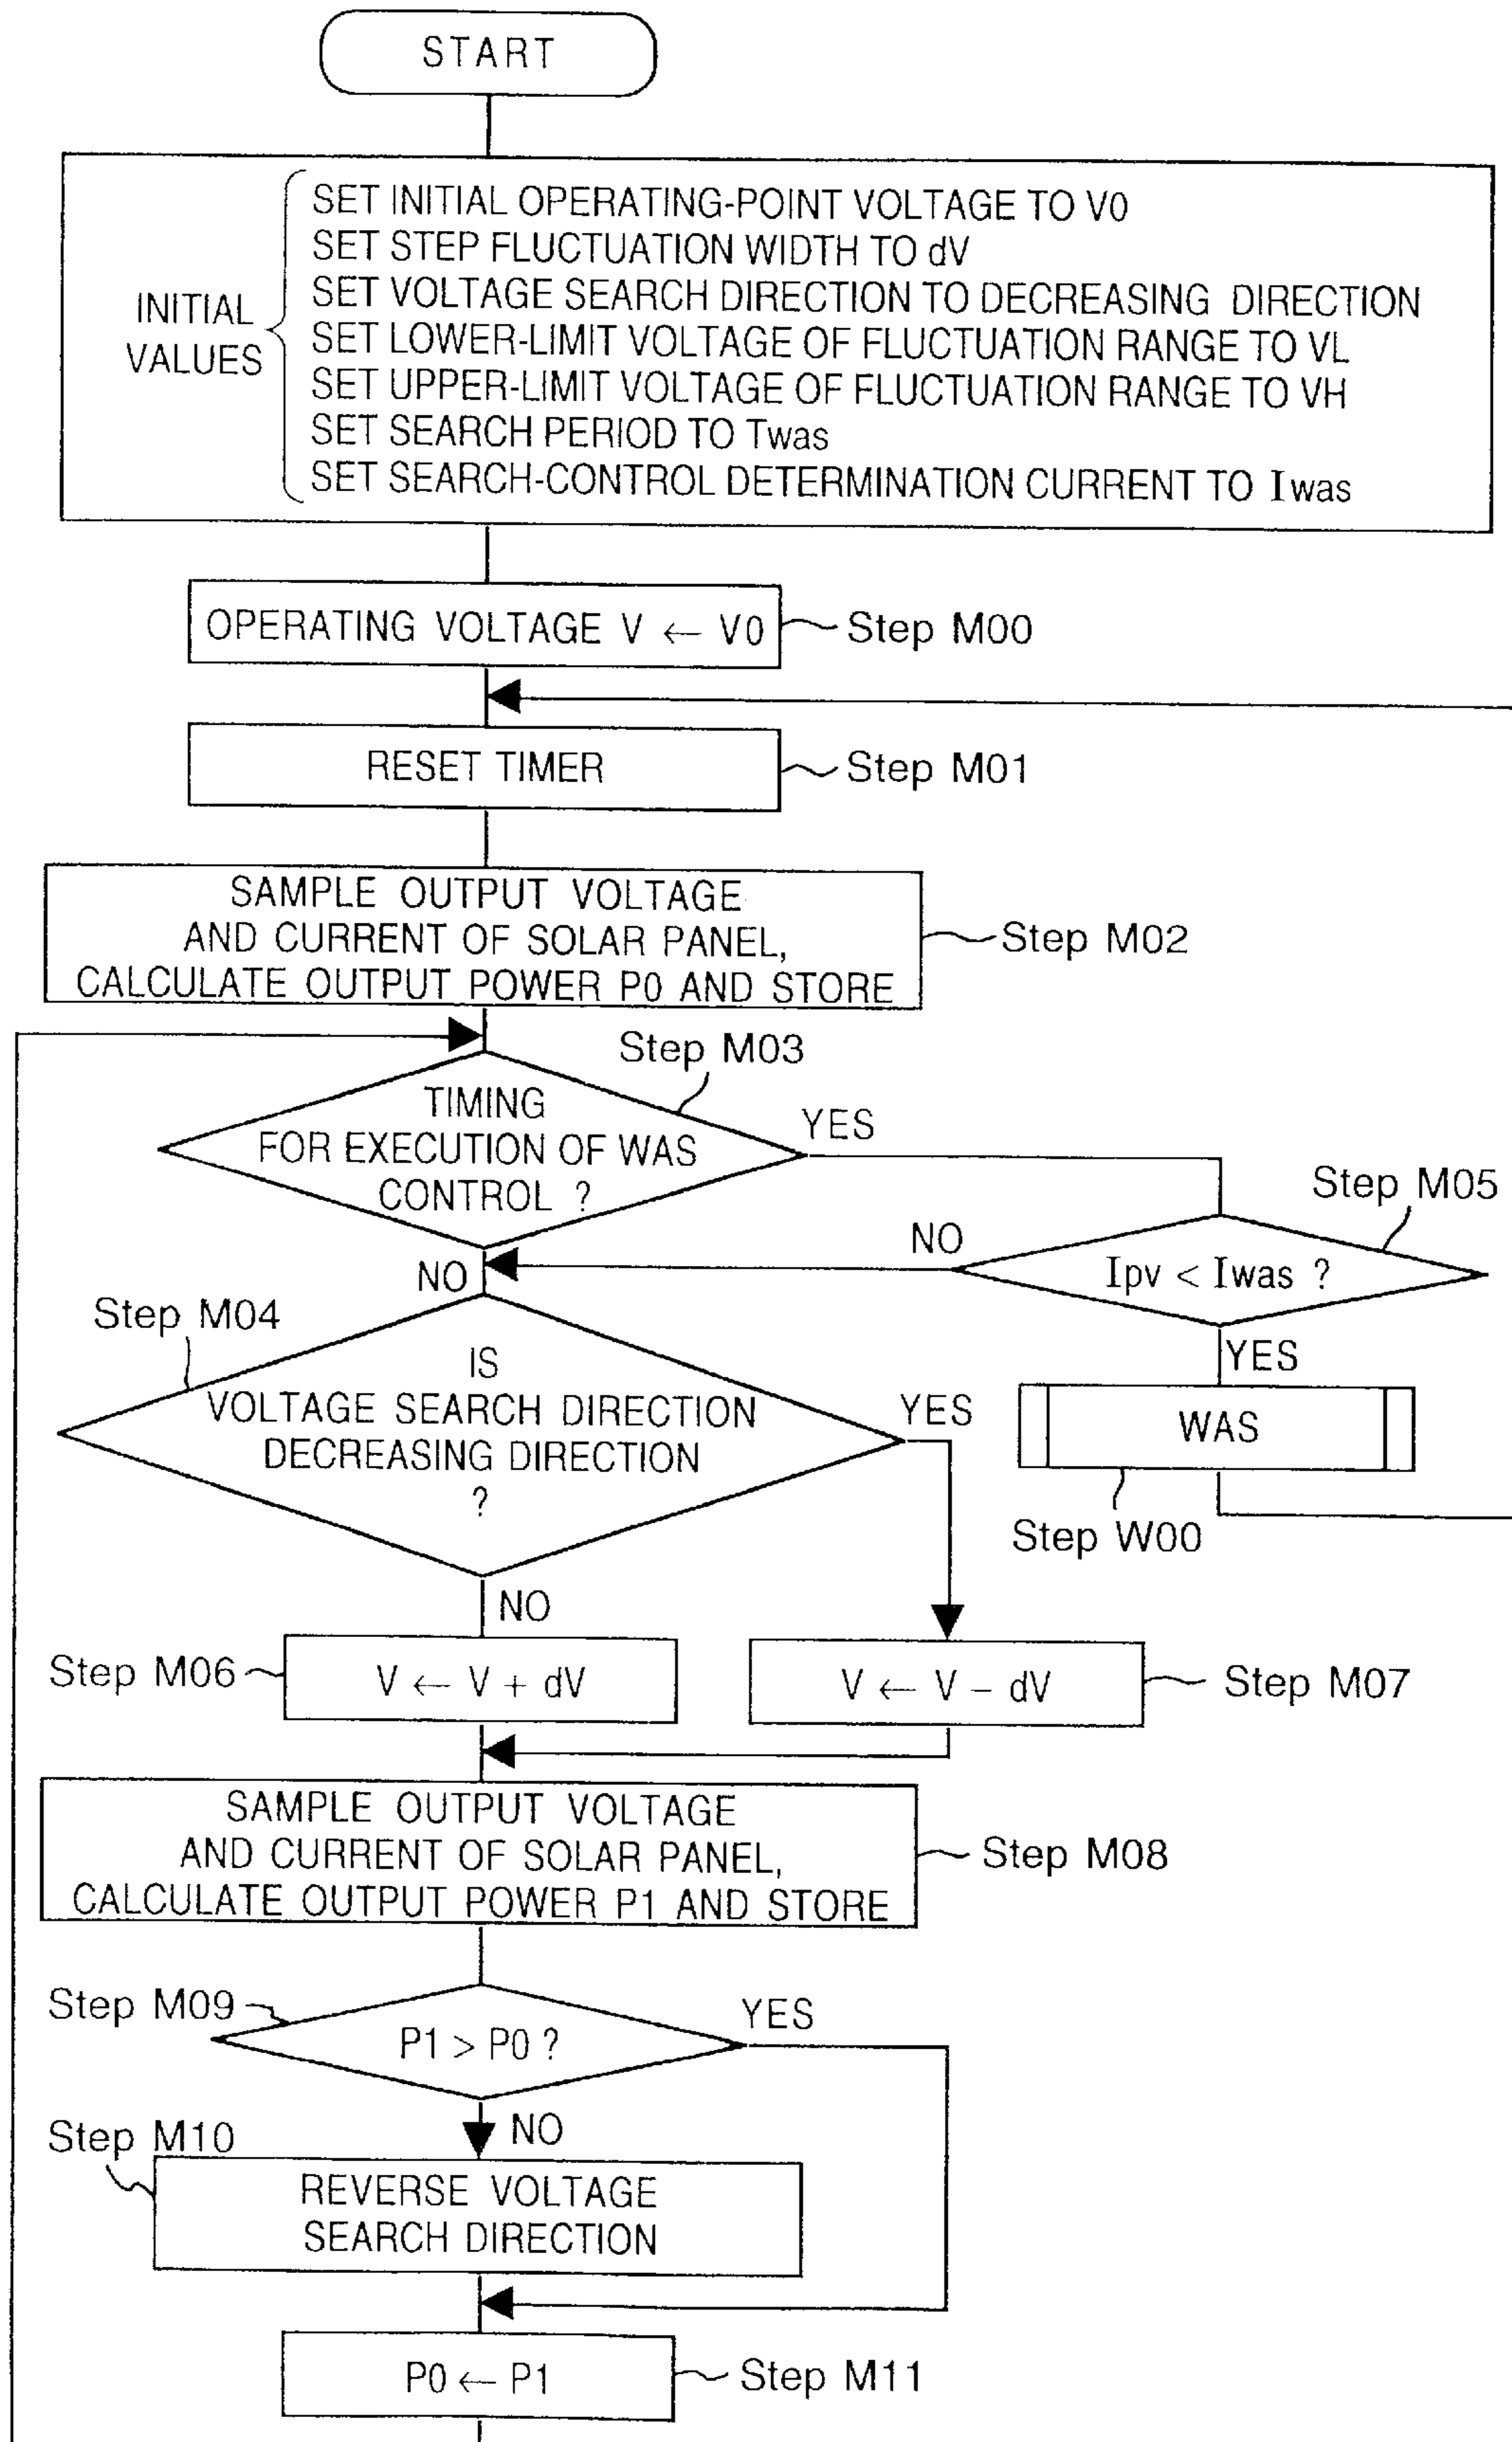 START
INITIAL
VALUES
SET INITIAL OPERATING-POINT VOLTAGE TO V0
SET STEP FLUCTUATION WIDTH TO dV
SET VOLTAGE SEARCH DIRECTION TO DECREASING DIRECTION
SET LOWER-LIMIT VOLTAGE OF FLUCTUATION RANGE TO VL
SET UPPER-LIMIT VOLTAGE OF FLUCTUATION RANGE TO VH
SET SEARCH PERIOD TO Twas
SET SEARCH-CONTROL DETERMINATION CURRENT TO Iwas
OPERATING VOLTAGE V ← V0
Step M00
RESET TIMER
Step M01
SAMPLE OUTPUT VOLTAGE
AND CURRENT OF SOLAR PANEL,
CALCULATE OUTPUT POWER P0 AND STORE
Step M02
Step M03
TIMING
FOR EXECUTION OF WAS
CONTROL ?
YES
NO
Step M05
Ipv < Iwas ?
NO
YES
WAS
Step W00
Step M04
IS
VOLTAGE SEARCH DIRECTION
DECREASING DIRECTION
?
YES
NO
Step M06
V ← V + dV
V ← V – dV
Step M07
SAMPLE OUTPUT VOLTAGE
AND CURRENT OF SOLAR PANEL,
CALCULATE OUTPUT POWER P1 AND STORE
Step M08
Step M09
P1 > P0 ?
YES
NO
Step M10
REVERSE VOLTAGE
SEARCH DIRECTION
P0 ← P1
Step M11